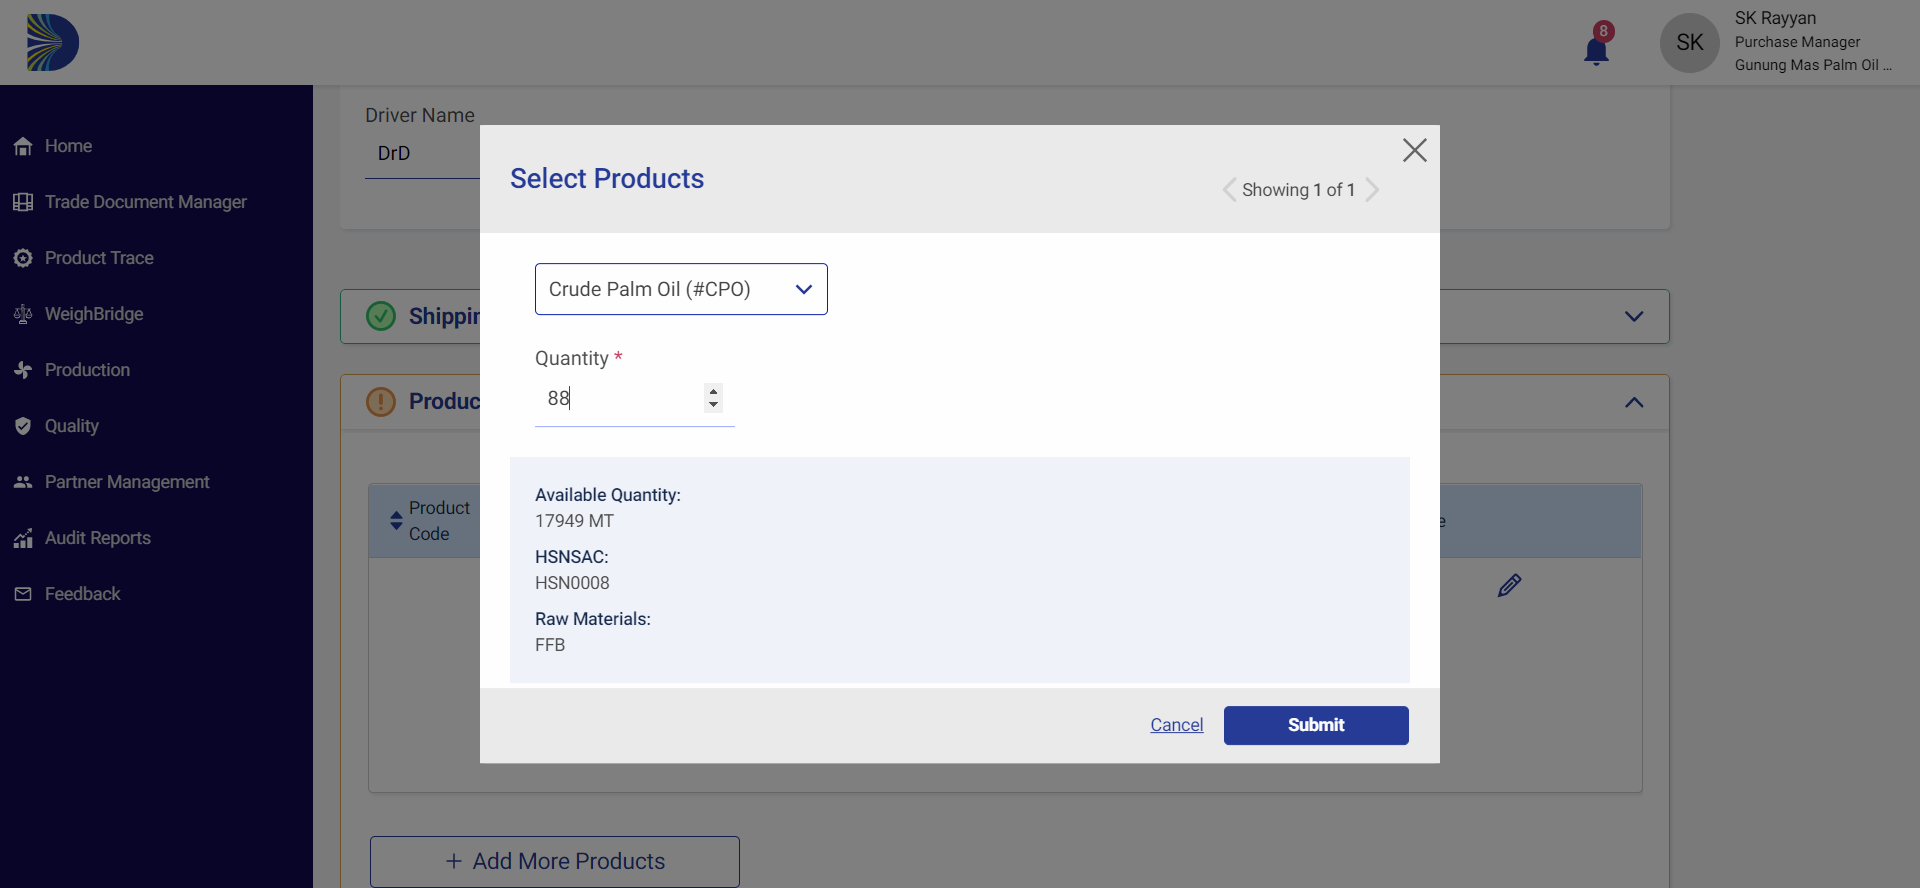 8
SK
SK Rayyan
Purchase Manager
Gunung Mas Palm Oil ...
Home
Trade Document Manager
Product Trace
WeighBridge
Production
Quality
Partner Management
Audit Reports
Feedback
Driver Name
DrD
Select Products
Showing 1 of 1
Crude Palm Oil (#CPO)
Quantity *
88
Available Quantity:
17949 MT
HSNSAC:
HSN0008
Raw Materials:
FFB
Cancel
Submit
Product
Code
+ Add More Products